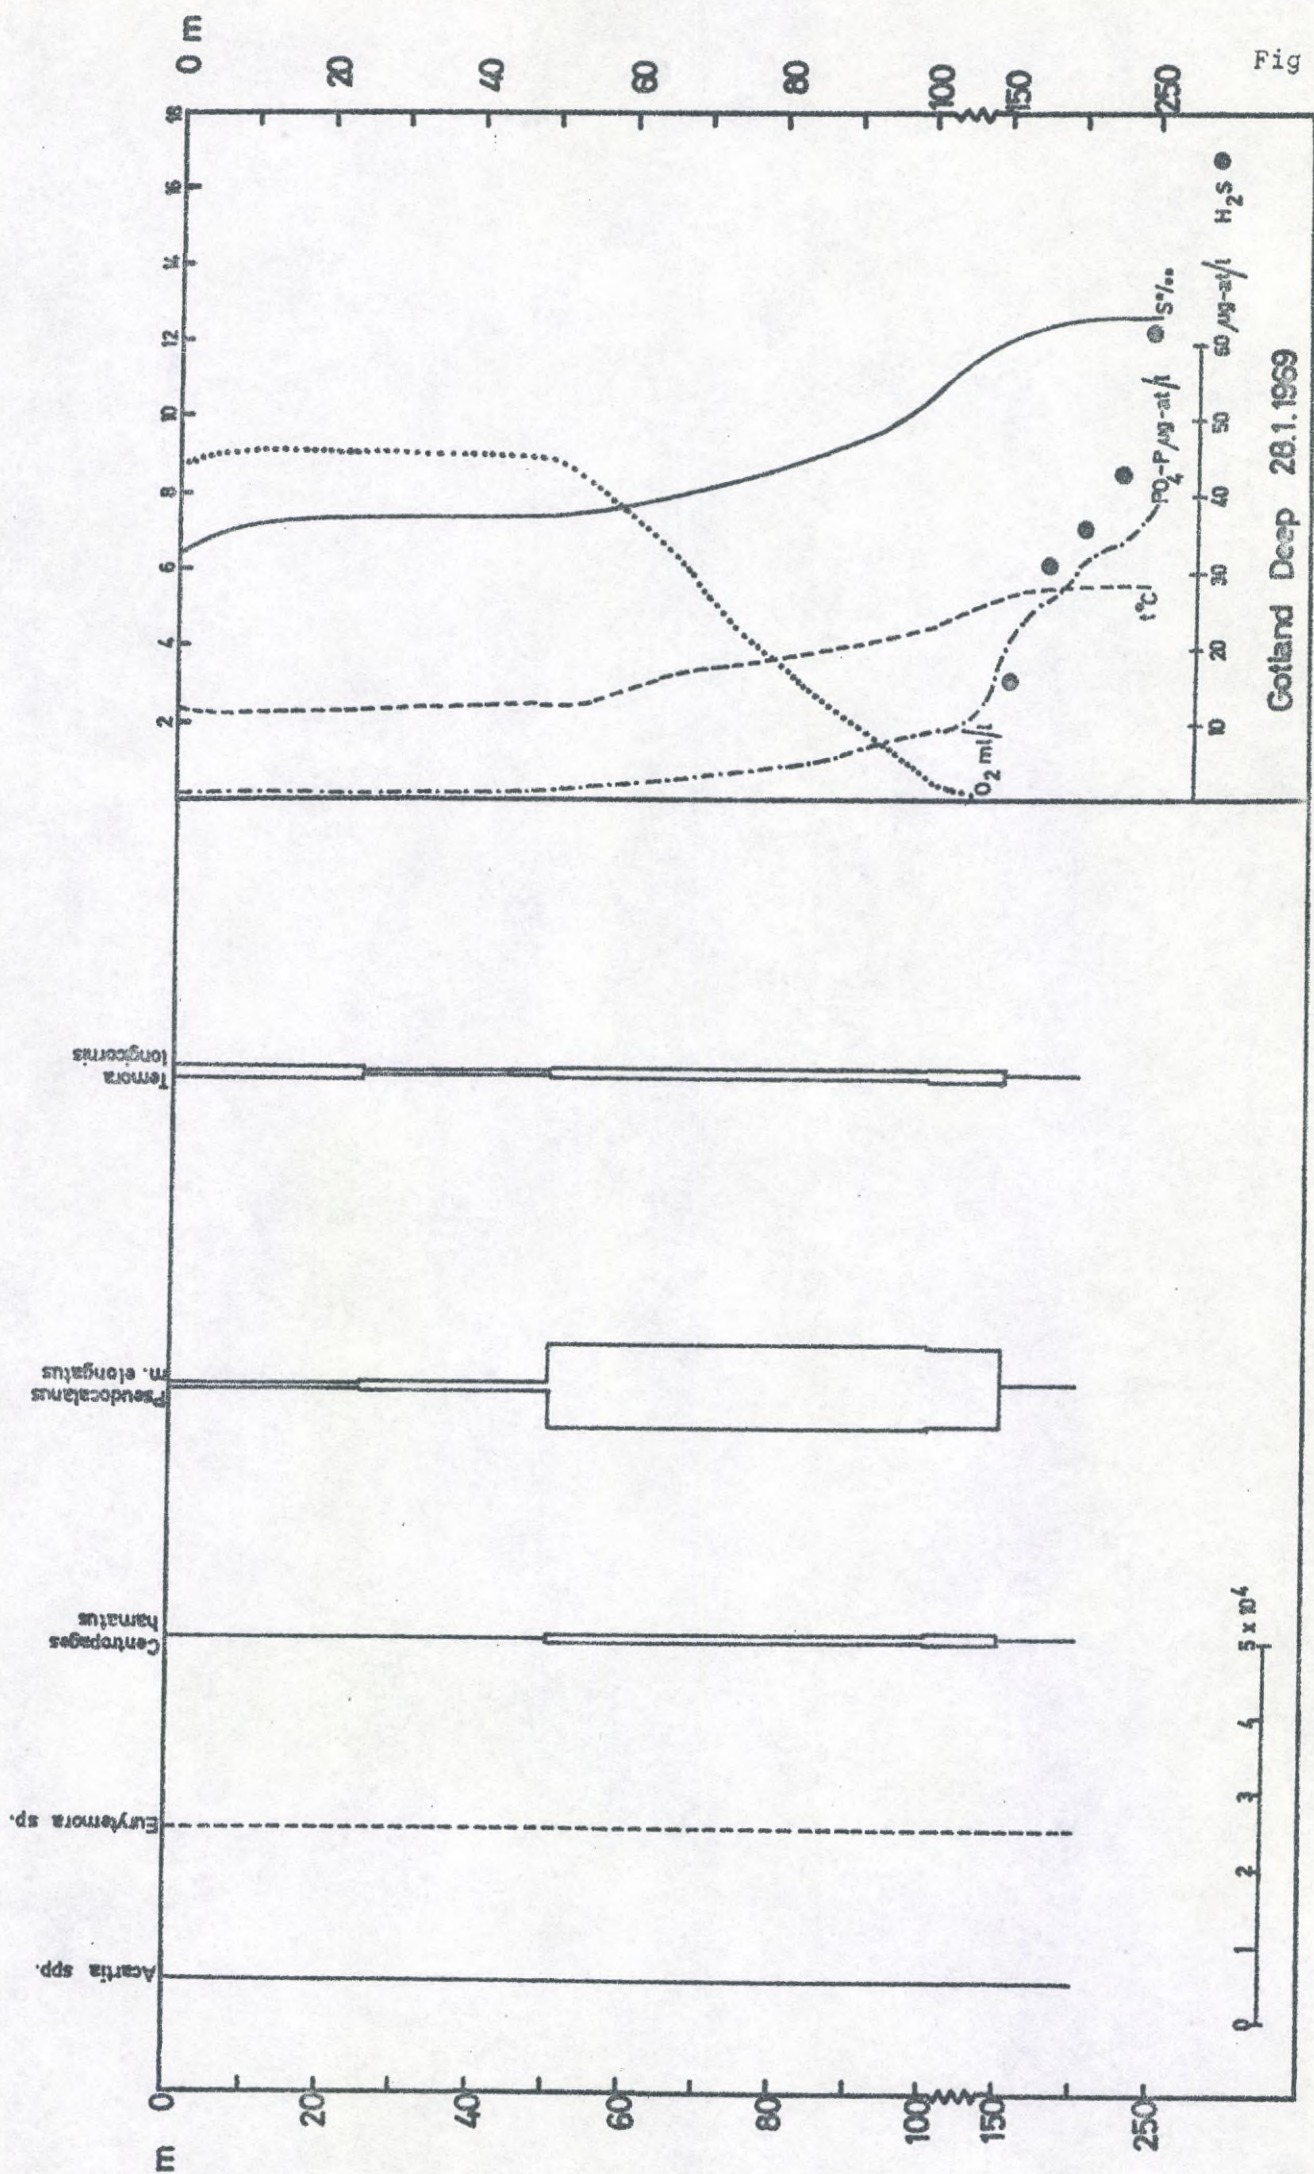 Fig
0 m
20
40
60
80
100
150
250
2
4
6
8
10
12
14
16
18
O2 ml/l
t°C
PO4-P µg-at/l
S‰
10
20
30
40
50
60 µg-at/l H2S
Gotland Deep 28.1.1969
Acartia spp.
Eurytemora sp.
Centropages
hamatus
Pseudocalanus
m. elongatus
Temora
longicornis
0
20
40
60
80
100
150
250
m
0
1
2
3
4
5 x 10⁴